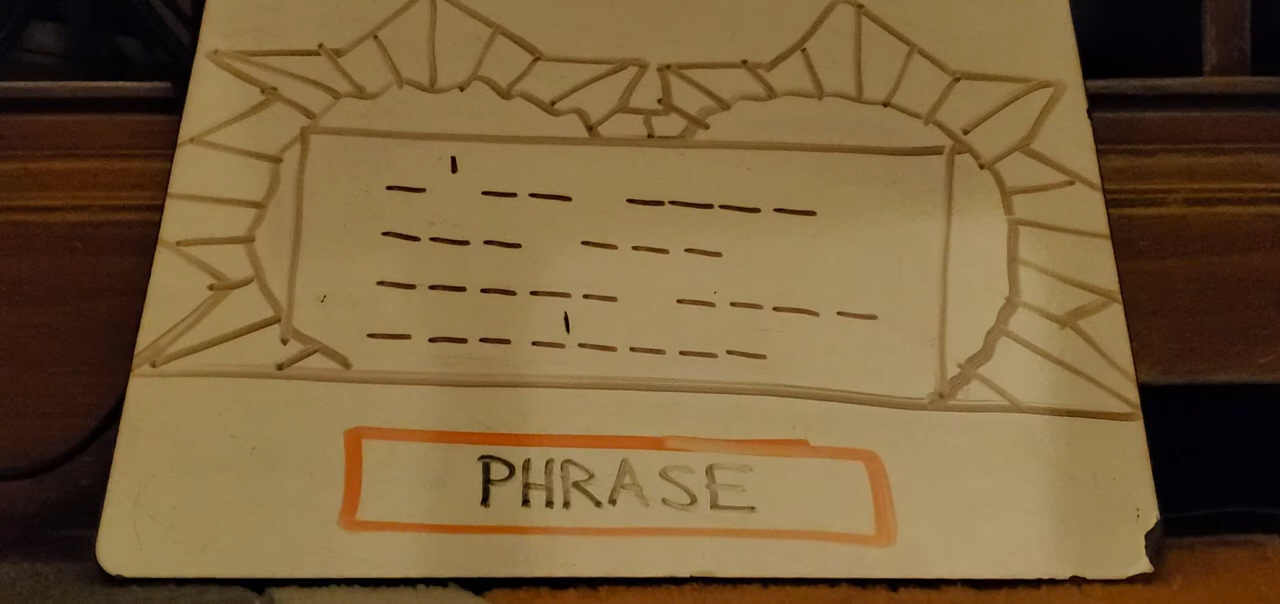 _ ' _ _ _ _ _ _
_ _ _ _ _ _
_ _ _ _ _ _ _ _ _
_ _ _ _ ' _ _ _ _
PHRASE